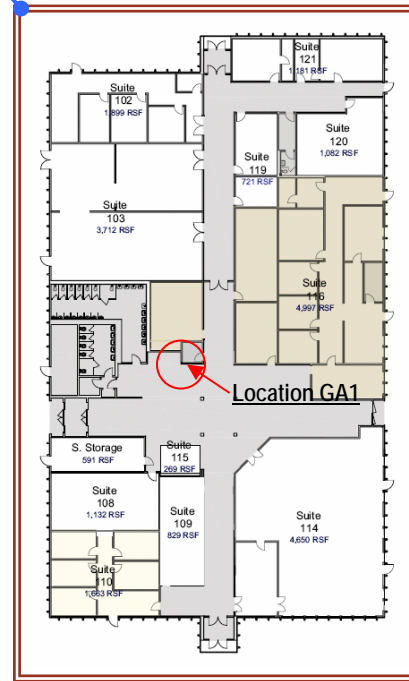 Suite
121
1,181 RSF
Suite
102
1,899 RSF
Suite
120
1,082 RSF
Suite
119
721 RSF
Suite
103
3,712 RSF
Suite
116
4,997 RSF
Location GA1
S. Storage
591 RSF
Suite
115
269 RSF
Suite
108
1,132 RSF
Suite
109
829 RSF
Suite
114
4,650 RSF
Suite
110
1,663 RSF